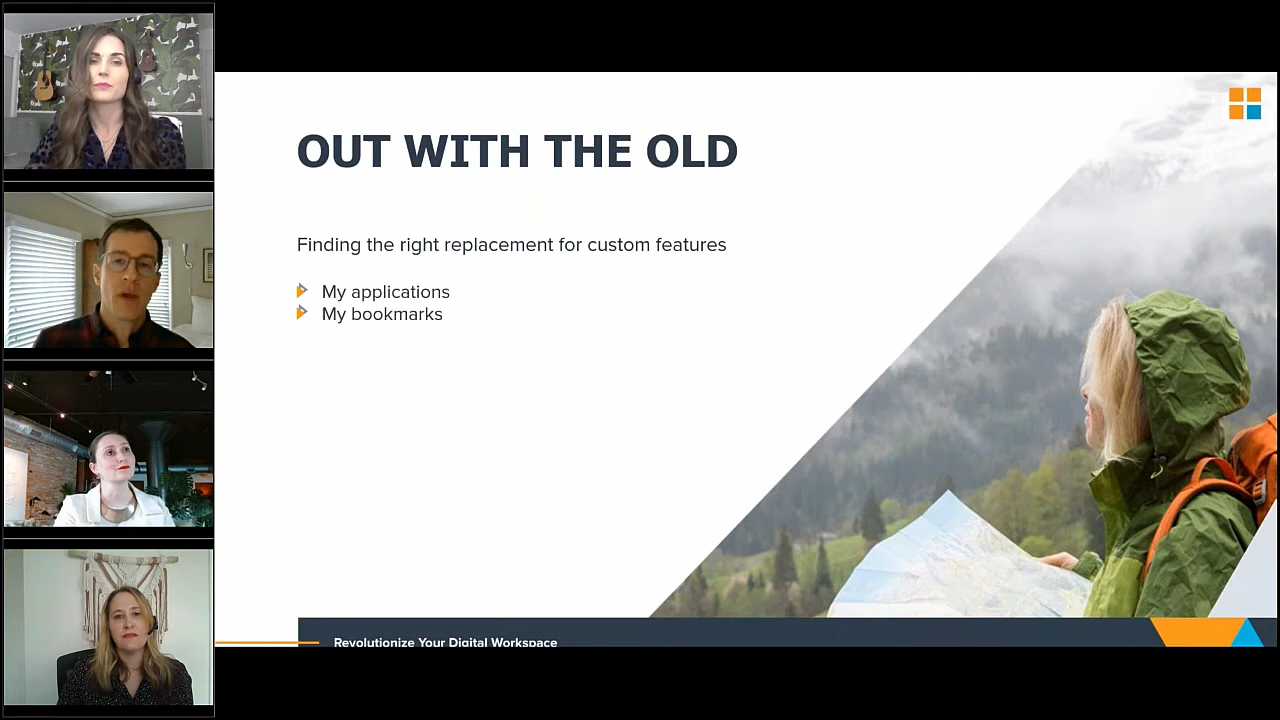 OUT WITH THE OLD
Finding the right replacement for custom features
My applications
My bookmarks
Revolutionize Your Digital Workspace